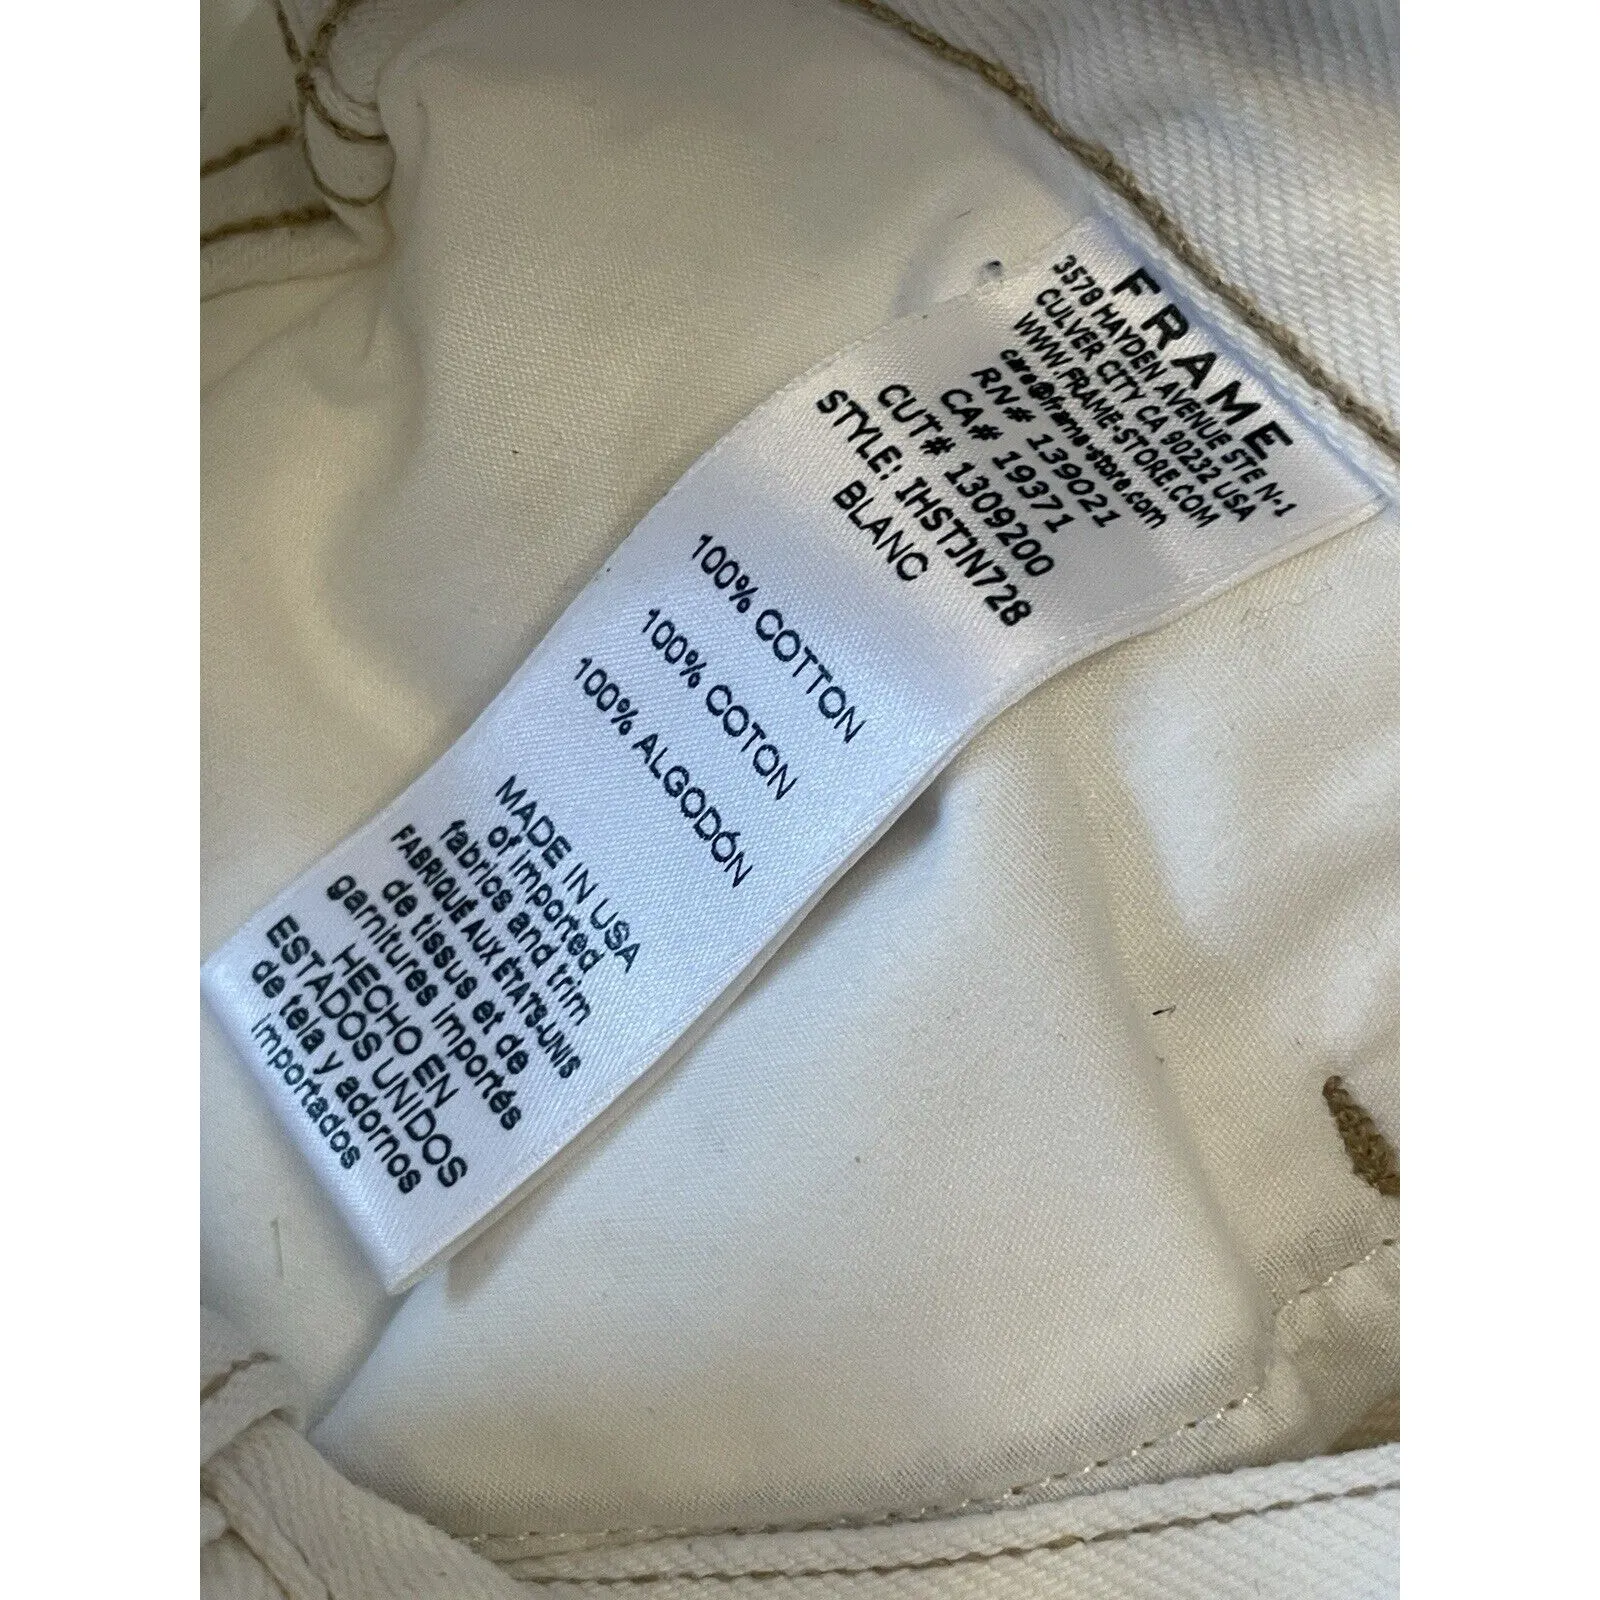 FRAME
3578 HAYDEN AVENUE STE N-1
CULVER CITY CA 90232 USA
WWW.FRAME-STORE.COM
care@frame-store.com
RN# 139021
CA# 19371
CUT# 1309200
STYLE: IHSTJN728
BLANC
100% COTTON
100% COTON
100% ALGODÓN
MADE IN USA
of imported
fabrics and trim
FABRIQUÉ AUX ÉTATS-UNIS
de tissus et de
garnitures importés
HECHO EN
ESTADOS UNIDOS
de tela y adornos
importados